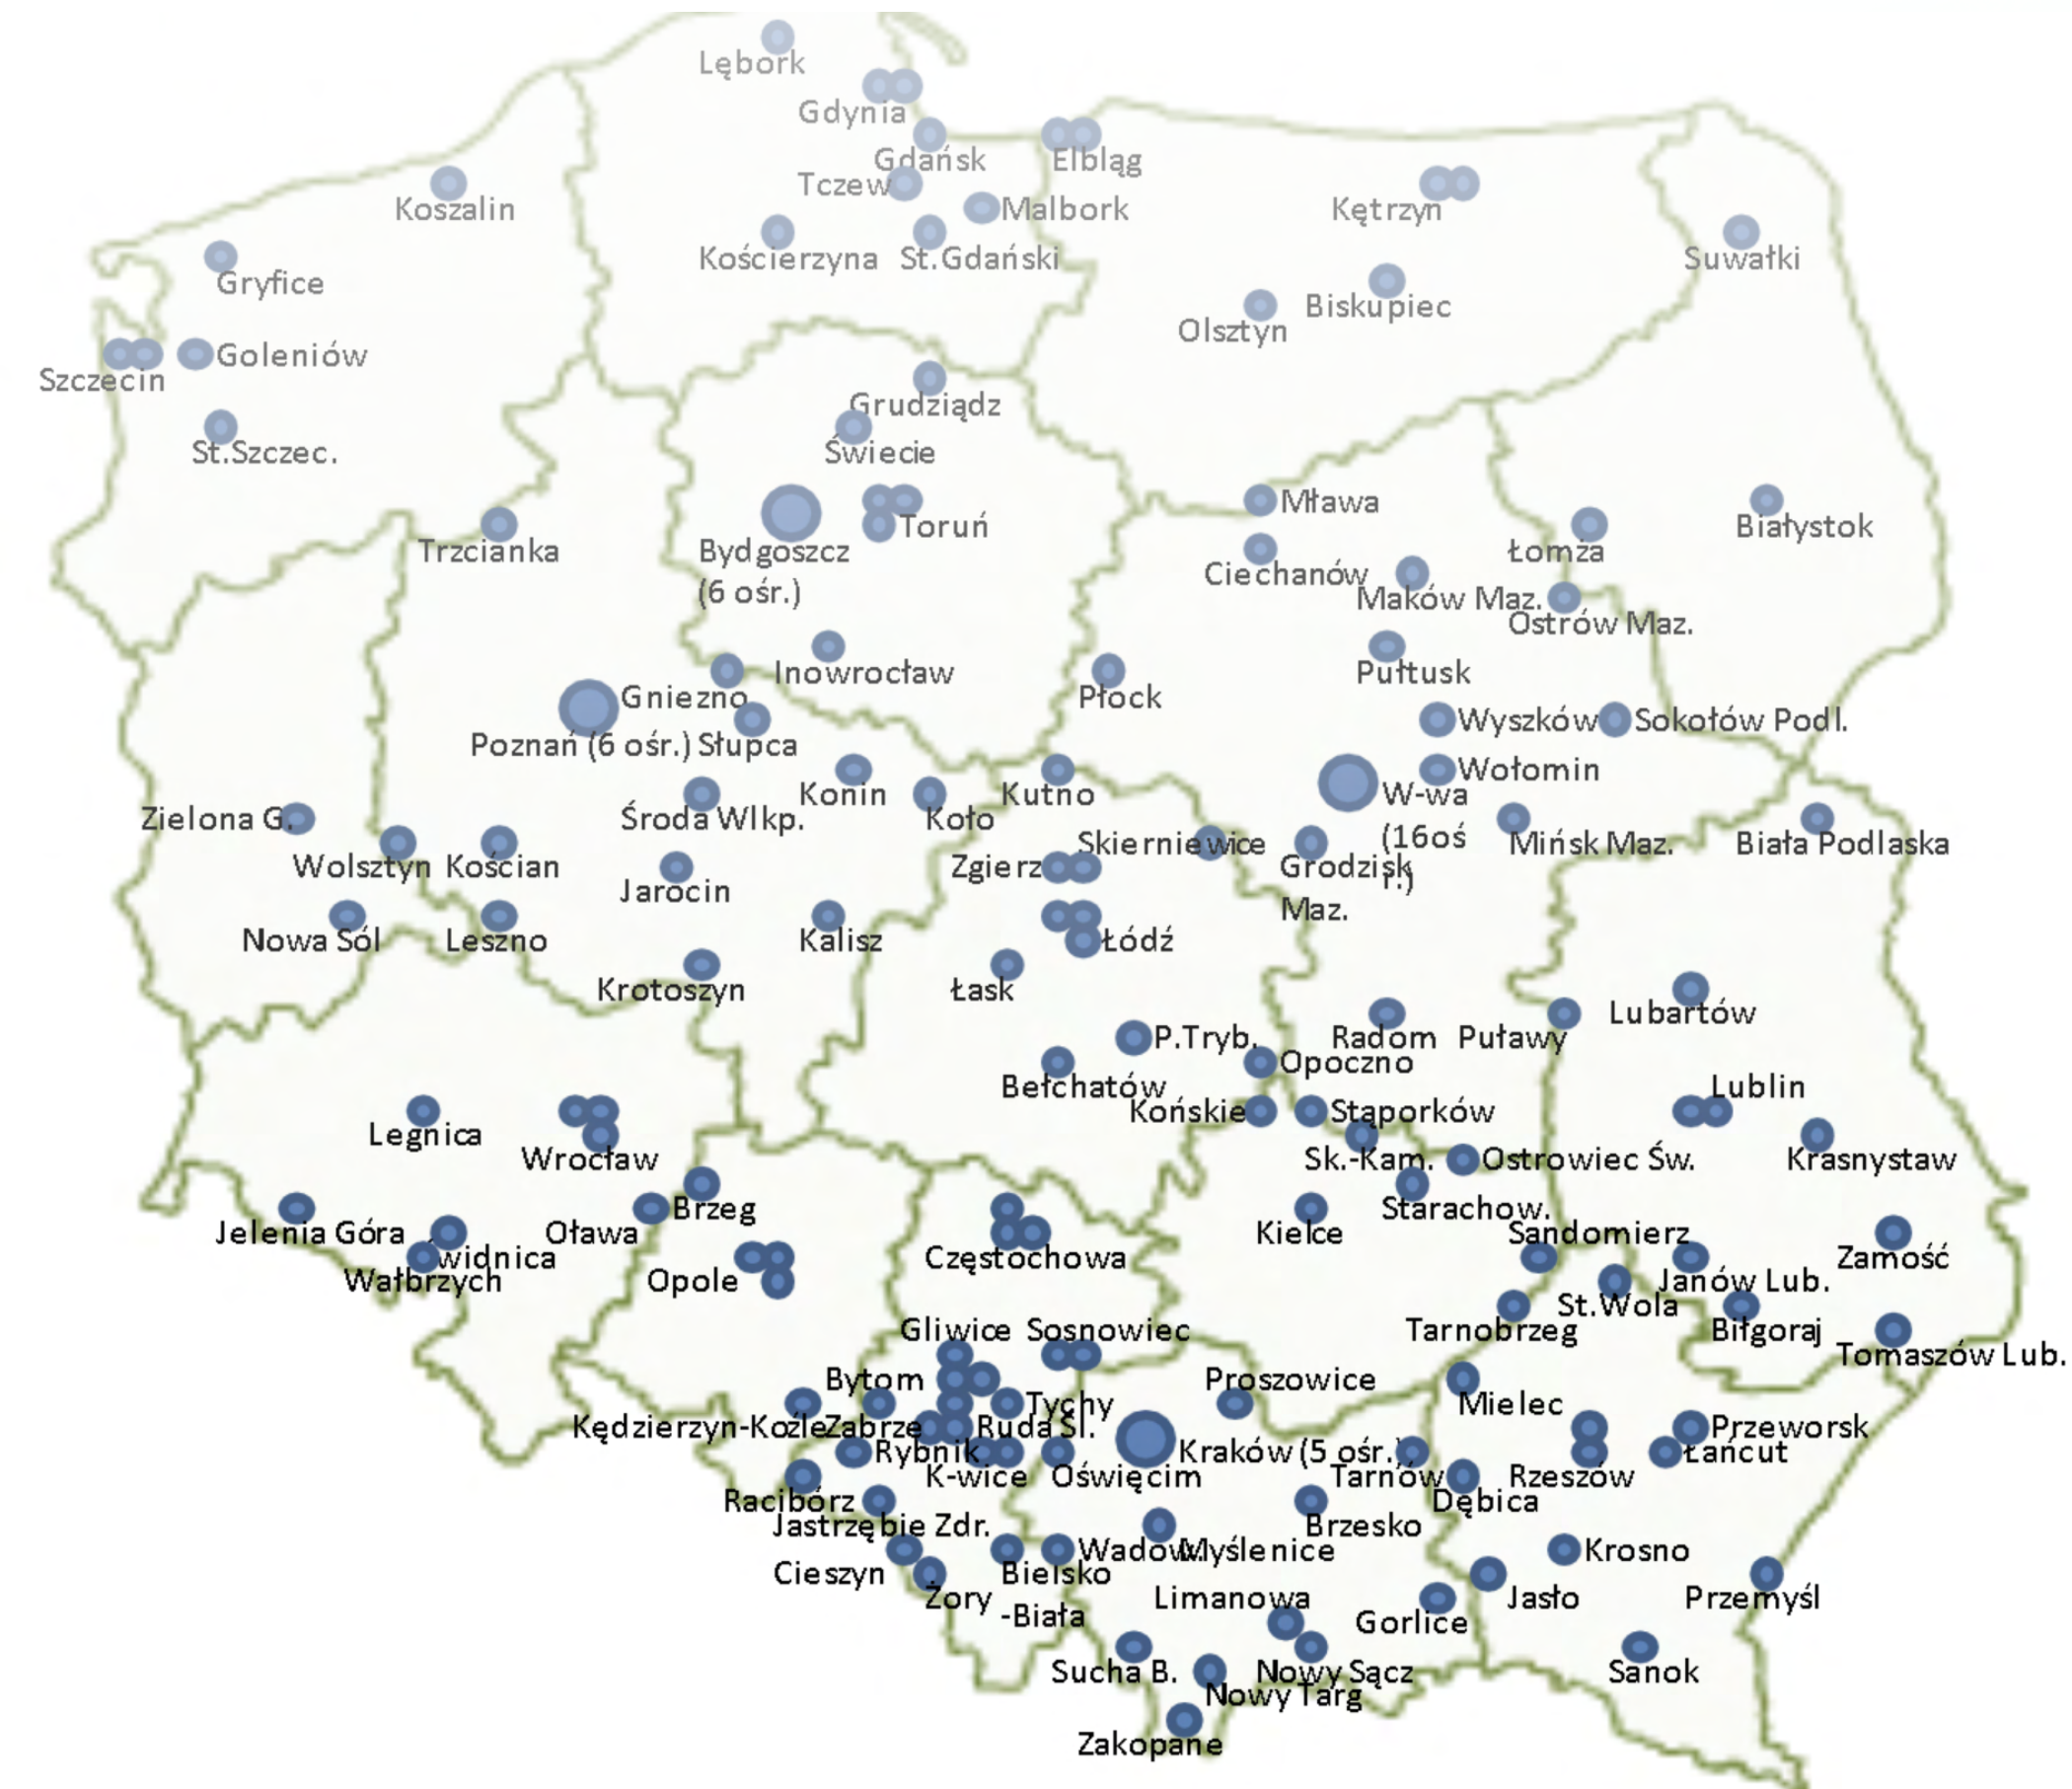 Lębork
Gdynia
Gdańsk
Elbląg
Tczew
Koszalin
Malbork
Kętrzyn
Kościerzyna
St.Gdański
Suwałki
Gryfice
Biskupiec
Olsztyn
Goleniów
Szczecin
Grudziądz
St.Szczec.
Świecie
Mława
Toruń
Białystok
Trzcianka
Bydgoszcz
(6 ośr.)
Łomża
Ciechanów
Maków Maz.
Ostrów Maz.
Inowrocław
Pułtusk
Gniezno
Płock
Wyszków
Sokołów Podl.
Poznań (6 ośr.)
Słupca
Wołomin
Konin
Kutno
W-wa
(16oś
r.)
Zielona G.
Środa Wlkp.
Koło
Skierniewice
Mińsk Maz.
Biała Podlaska
Wolsztyn
Kościan
Zgierz
Grodzisk
Maz.
Jarocin
Nowa Sól
Leszno
Kalisz
Łódź
Krotoszyn
Łask
Lubartów
P.Tryb.
Radom
Puławy
Opoczno
Bełchatów
Lublin
Końskie
Stąporków
Legnica
Wrocław
Sk.-Kam.
Ostrowiec Św.
Krasnystaw
Brzeg
Starachow.
Jelenia Góra
Oława
Kielce
Sandomierz
Świdnica
Częstochowa
Zamość
Wałbrzych
Opole
Janów Lub.
St.Wola
Gliwice
Sosnowiec
Tarnobrzeg
Biłgoraj
Tomaszów Lub.
Bytom
Proszowice
Tychy
Mielec
Kędzierzyn-Koźle
Zabrze
Ruda Śl.
Przeworsk
Rybnik
Kraków (5 ośr.)
Łańcut
K-wice
Oświęcim
Tarnów
Rzeszów
Racibórz
Dębica
Jastrzębie Zdr.
Brzesko
Wadow.
Myślenice
Krosno
Cieszyn
Bielsko
-Biała
Żory
Limanowa
Jasło
Przemyśl
Gorlice
Sucha B.
Nowy Sącz
Sanok
Nowy Targ
Zakopane